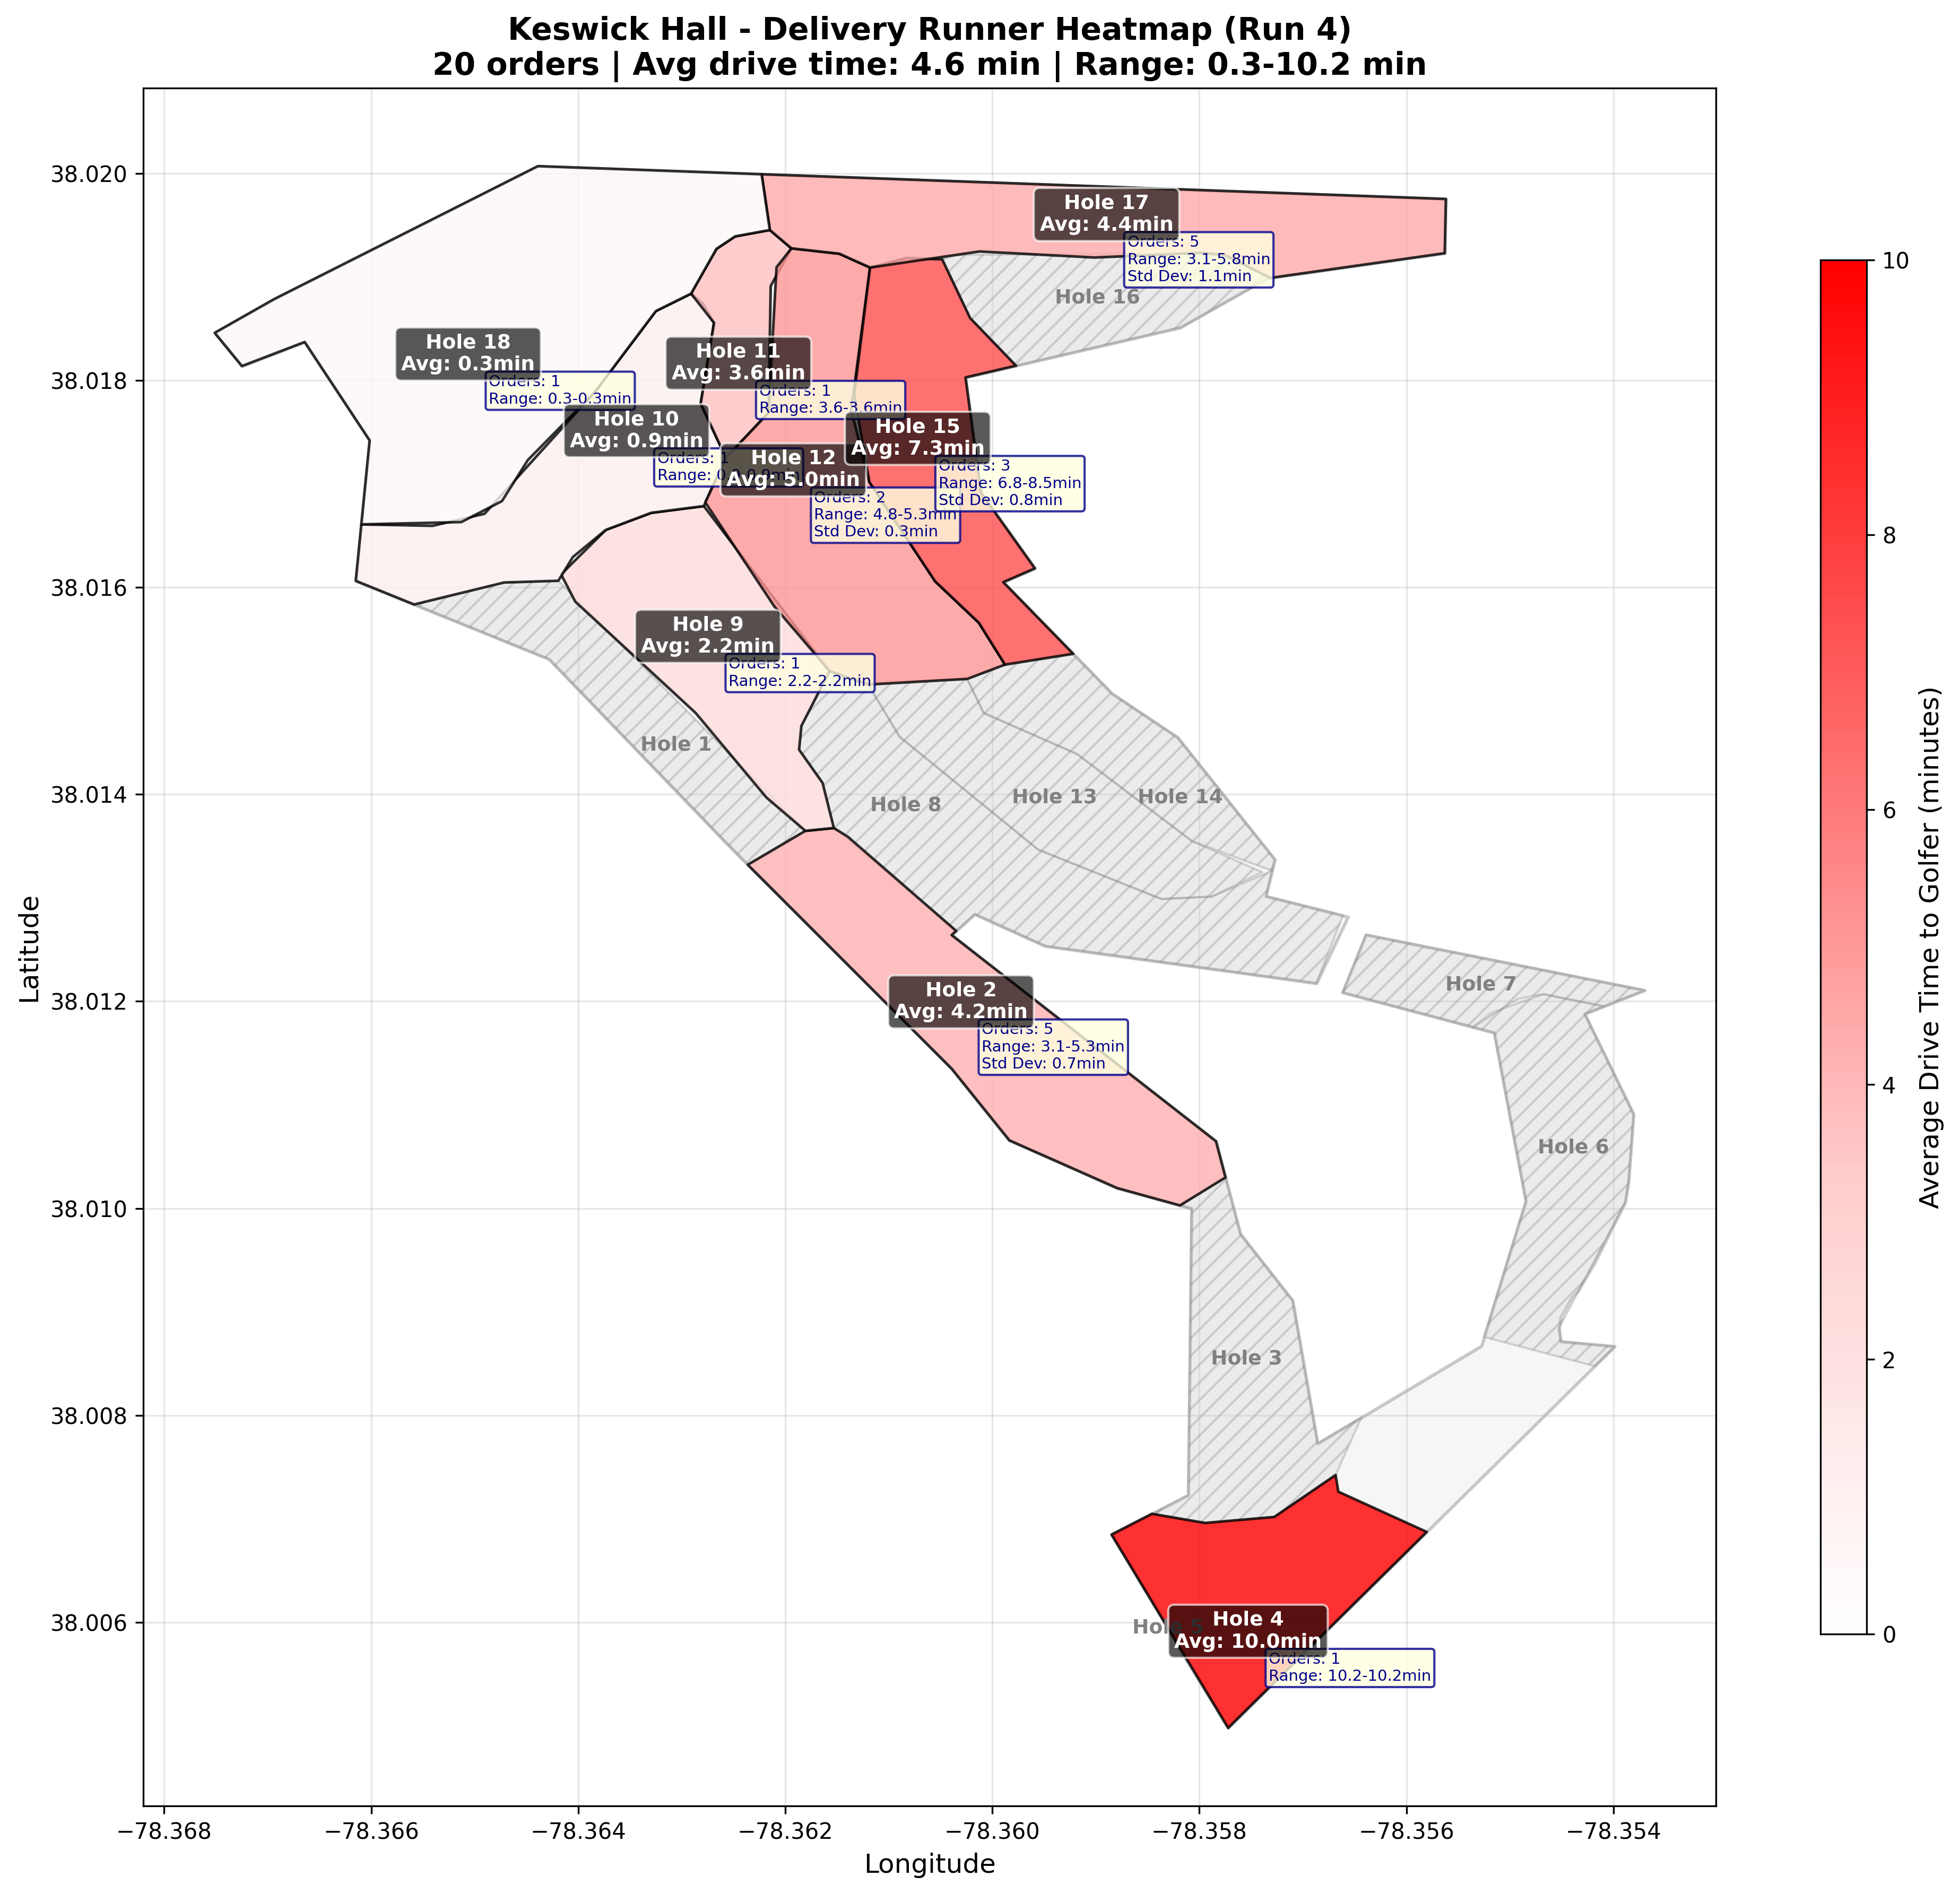 Keswick Hall - Delivery Runner Heatmap (Run 4)
20 orders | Avg drive time: 4.6 min | Range: 0.3-10.2 min
38.020
38.018
38.016
38.014
38.012
38.010
38.008
38.006
Latitude
Hole 17
Avg: 4.4min
Orders: 5
Range: 3.1-5.8min
Std Dev: 1.1min
Hole 16
Hole 18
Avg: 0.3min
Orders: 1
Range: 0.3-0.3min
Hole 11
Avg: 3.6min
Orders: 1
Range: 3.6-3.6min
Hole 10
Avg: 0.9min
Orders: 1
Range: 0.9-0.9min
Hole 12
Avg: 5.0min
Orders: 2
Range: 4.8-5.3min
Std Dev: 0.3min
Hole 15
Avg: 7.3min
Orders: 3
Range: 6.8-8.5min
Std Dev: 0.8min
Hole 9
Avg: 2.2min
Orders: 1
Range: 2.2-2.2min
Hole 1
Hole 8
Hole 13
Hole 14
Hole 2
Avg: 4.2min
Orders: 5
Range: 3.1-5.3min
Std Dev: 0.7min
Hole 7
Hole 6
Hole 3
Hole 5
Hole 4
Avg: 10.0min
Orders: 1
Range: 10.2-10.2min
−78.368
−78.366
−78.364
−78.362
−78.360
−78.358
−78.356
−78.354
Longitude
10
8
6
4
2
0
Average Drive Time to Golfer (minutes)